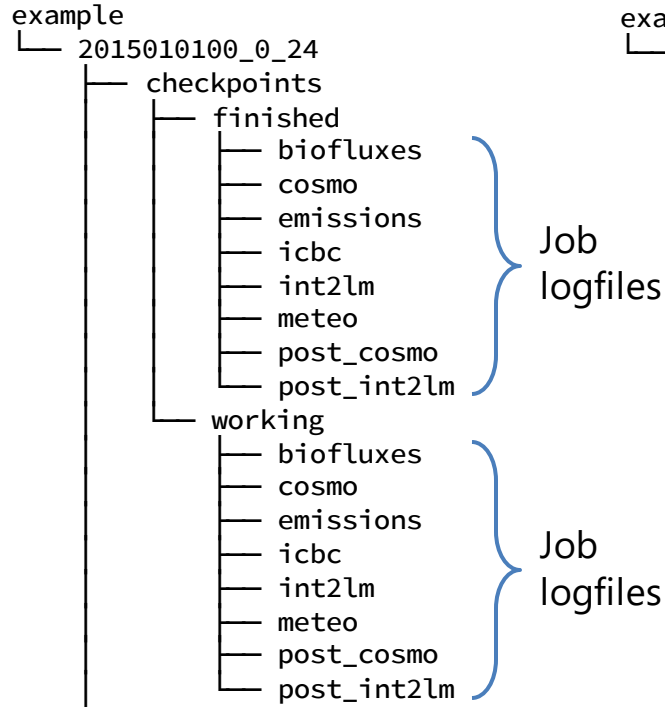 example
└── 2015010100_0_24
├── checkpoints
├── finished
├── biofluxes
├── cosmo
├── emissions
├── icbc
├── int2lm
├── meteo
├── post_cosmo
└── post_int2lm
Job
logfiles
└── working
├── biofluxes
├── cosmo
├── emissions
├── icbc
├── int2lm
├── meteo
├── post_cosmo
└── post_int2lm
Job
logfiles
exa